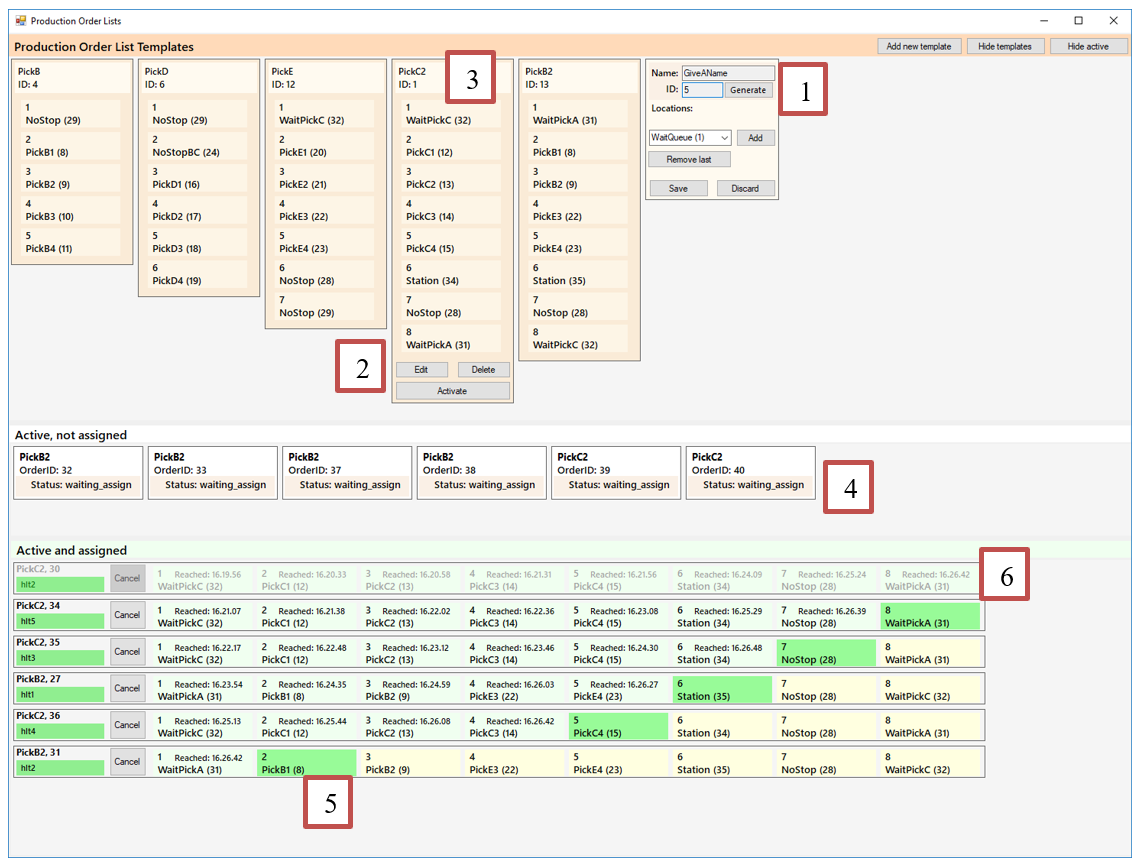 Production Order Lists
Production Order List Templates
Add new template
Hide templates
Hide active
PickB
ID: 4
1
NoStop (29)
2
PickB1 (8)
3
PickB2 (9)
4
PickB3 (10)
5
PickB4 (11)
PickD
ID: 6
1
NoStop (29)
2
NoStopBC (24)
3
PickD1 (16)
4
PickD2 (17)
5
PickD3 (18)
6
PickD4 (19)
PickE
ID: 12
1
WaitPickC (32)
2
PickE1 (20)
3
PickE2 (21)
4
PickE3 (22)
5
PickE4 (23)
6
NoStop (28)
7
NoStop (29)
2
PickC2
ID: 1
3
1
WaitPickC (32)
2
PickC1 (12)
3
PickC2 (13)
4
PickC3 (14)
5
PickC4 (15)
6
Station (34)
7
NoStop (28)
8
WaitPickA (31)
Edit
Delete
Activate
PickB2
ID: 13
1
WaitPickA (31)
2
PickB1 (8)
3
PickB2 (9)
4
PickE3 (22)
5
PickE4 (23)
6
Station (35)
7
NoStop (28)
8
WaitPickC (32)
Name: GiveAName
ID: 5 Generate
Locations:
WaitQueue (1) Add
Remove last
Save Discard
1
Active, not assigned
PickB2
OrderID: 32
Status: waiting_assign
PickB2
OrderID: 33
Status: waiting_assign
PickB2
OrderID: 37
Status: waiting_assign
PickB2
OrderID: 38
Status: waiting_assign
PickC2
OrderID: 39
Status: waiting_assign
PickC2
OrderID: 40
Status: waiting_assign
4
Active and assigned
PickC2, 30
hlt2
Cancel
1 Reached: 16.19.56
WaitPickC (32)
2 Reached: 16.20.33
PickC1 (12)
3 Reached: 16.20.58
PickC2 (13)
4 Reached: 16.21.31
PickC3 (14)
5 Reached: 16.21.56
PickC4 (15)
6 Reached: 16.24.09
Station (34)
7 Reached: 16.25.24
NoStop (28)
8 Reached: 16.26.42
WaitPickA (31)
6
PickC2, 34
hlt5
Cancel
1 Reached: 16.21.07
WaitPickC (32)
2 Reached: 16.21.38
PickC1 (12)
3 Reached: 16.22.02
PickC2 (13)
4 Reached: 16.22.36
PickC3 (14)
5 Reached: 16.23.08
PickC4 (15)
6 Reached: 16.25.29
Station (34)
7 Reached: 16.26.39
NoStop (28)
8
WaitPickA (31)
PickC2, 35
hlt3
Cancel
1 Reached: 16.22.17
WaitPickC (32)
2 Reached: 16.22.48
PickC1 (12)
3 Reached: 16.23.12
PickC2 (13)
4 Reached: 16.23.46
PickC3 (14)
5 Reached: 16.24.30
PickC4 (15)
6 Reached: 16.26.48
Station (34)
7
NoStop (28)
8
WaitPickA (31)
PickB2, 27
hlt1
Cancel
1 Reached: 16.23.54
WaitPickA (31)
2 Reached: 16.24.35
PickB1 (8)
3 Reached: 16.24.59
PickB2 (9)
4 Reached: 16.26.03
PickE3 (22)
5 Reached: 16.26.27
PickE4 (23)
6
Station (35)
7
NoStop (28)
8
WaitPickC (32)
PickC2, 36
hlt4
Cancel
1 Reached: 16.25.13
WaitPickC (32)
2 Reached: 16.25.44
PickC1 (12)
3 Reached: 16.26.08
PickC2 (13)
4 Reached: 16.26.42
PickC3 (14)
5
PickC4 (15)
6
Station (34)
7
NoStop (28)
8
WaitPickA (31)
PickB2, 31
hlt2
Cancel
1 Reached: 16.26.42
WaitPickA (31)
2
PickB1 (8)
3
PickB2 (9)
4
PickE3 (22)
5
PickE4 (23)
6
Station (35)
7
NoStop (28)
8
WaitPickC (32)
5